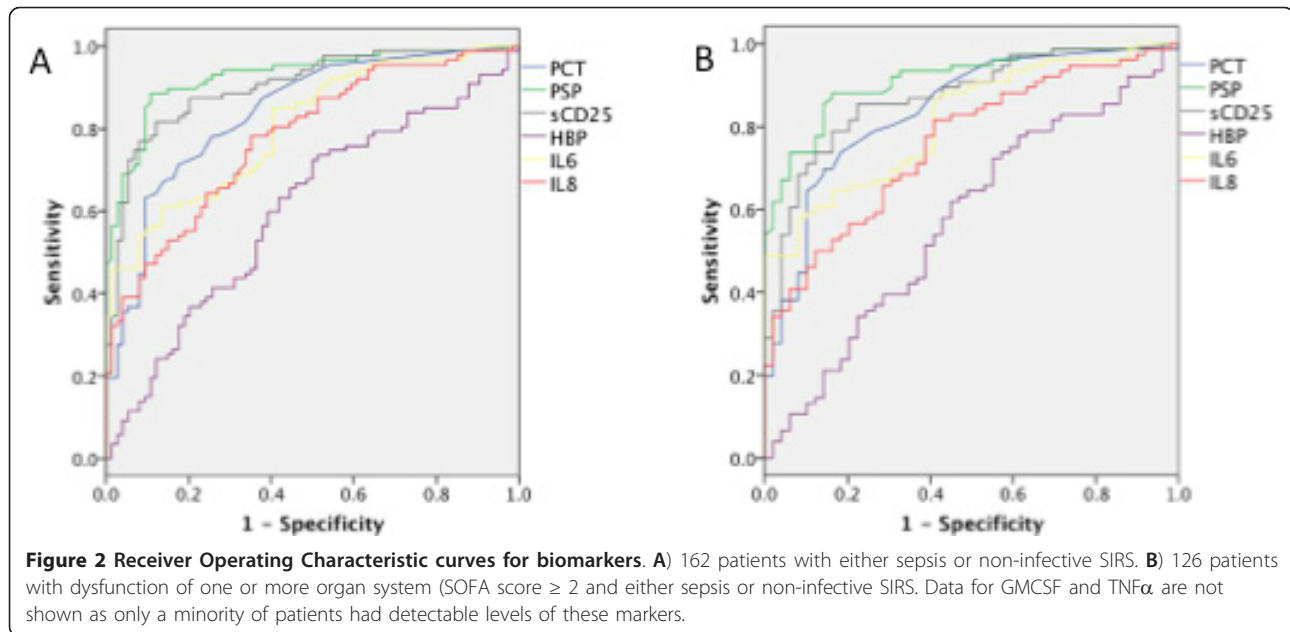 A
1.0
0.8
0.6
0.4
0.2
0.0
Sensitivity
0.0 0.2 0.4 0.6 0.8 1.0
1 - Specificity
PCT
PSP
sCD25
HBP
IL6
IL8
B
1.0
0.8
0.6
0.4
0.2
0.0
Sensitivity
0.0 0.2 0.4 0.6 0.8 1.0
1 - Specificity
PCT
PSP
sCD25
HBP
IL6
IL8
Figure 2 Receiver Operating Characteristic curves for biomarkers. A) 162 patients with either sepsis or non-infective SIRS. B) 126 patients
with dysfunction of one or more organ system (SOFA score ≥ 2 and either sepsis or non-infective SIRS. Data for GMCSF and TNFα are not
shown as only a minority of patients had detectable levels of these markers.